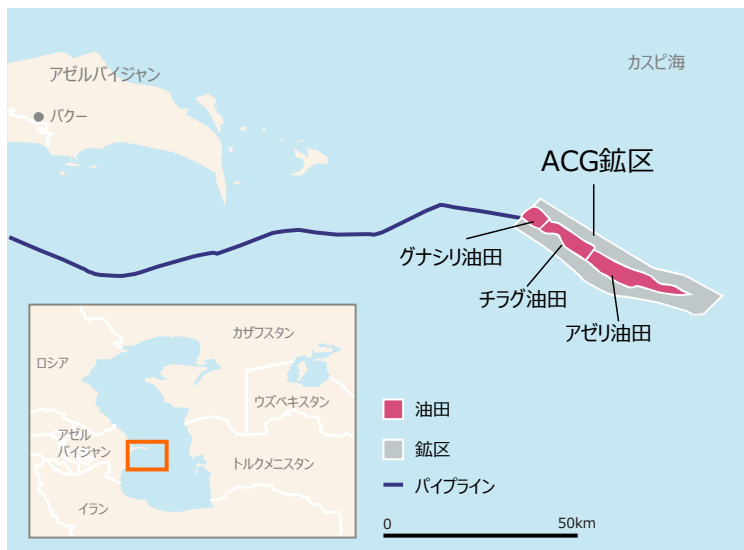 アゼルバイジャン
バクー
カスピ海
ACG鉱区
グナシリ油田
チラグ油田
アゼリ油田
カザフスタン
ロシア
ウズベキスタン
アゼル
バイジャン
トルクメニスタン
イラン
油田
鉱区
パイプライン
0
50km